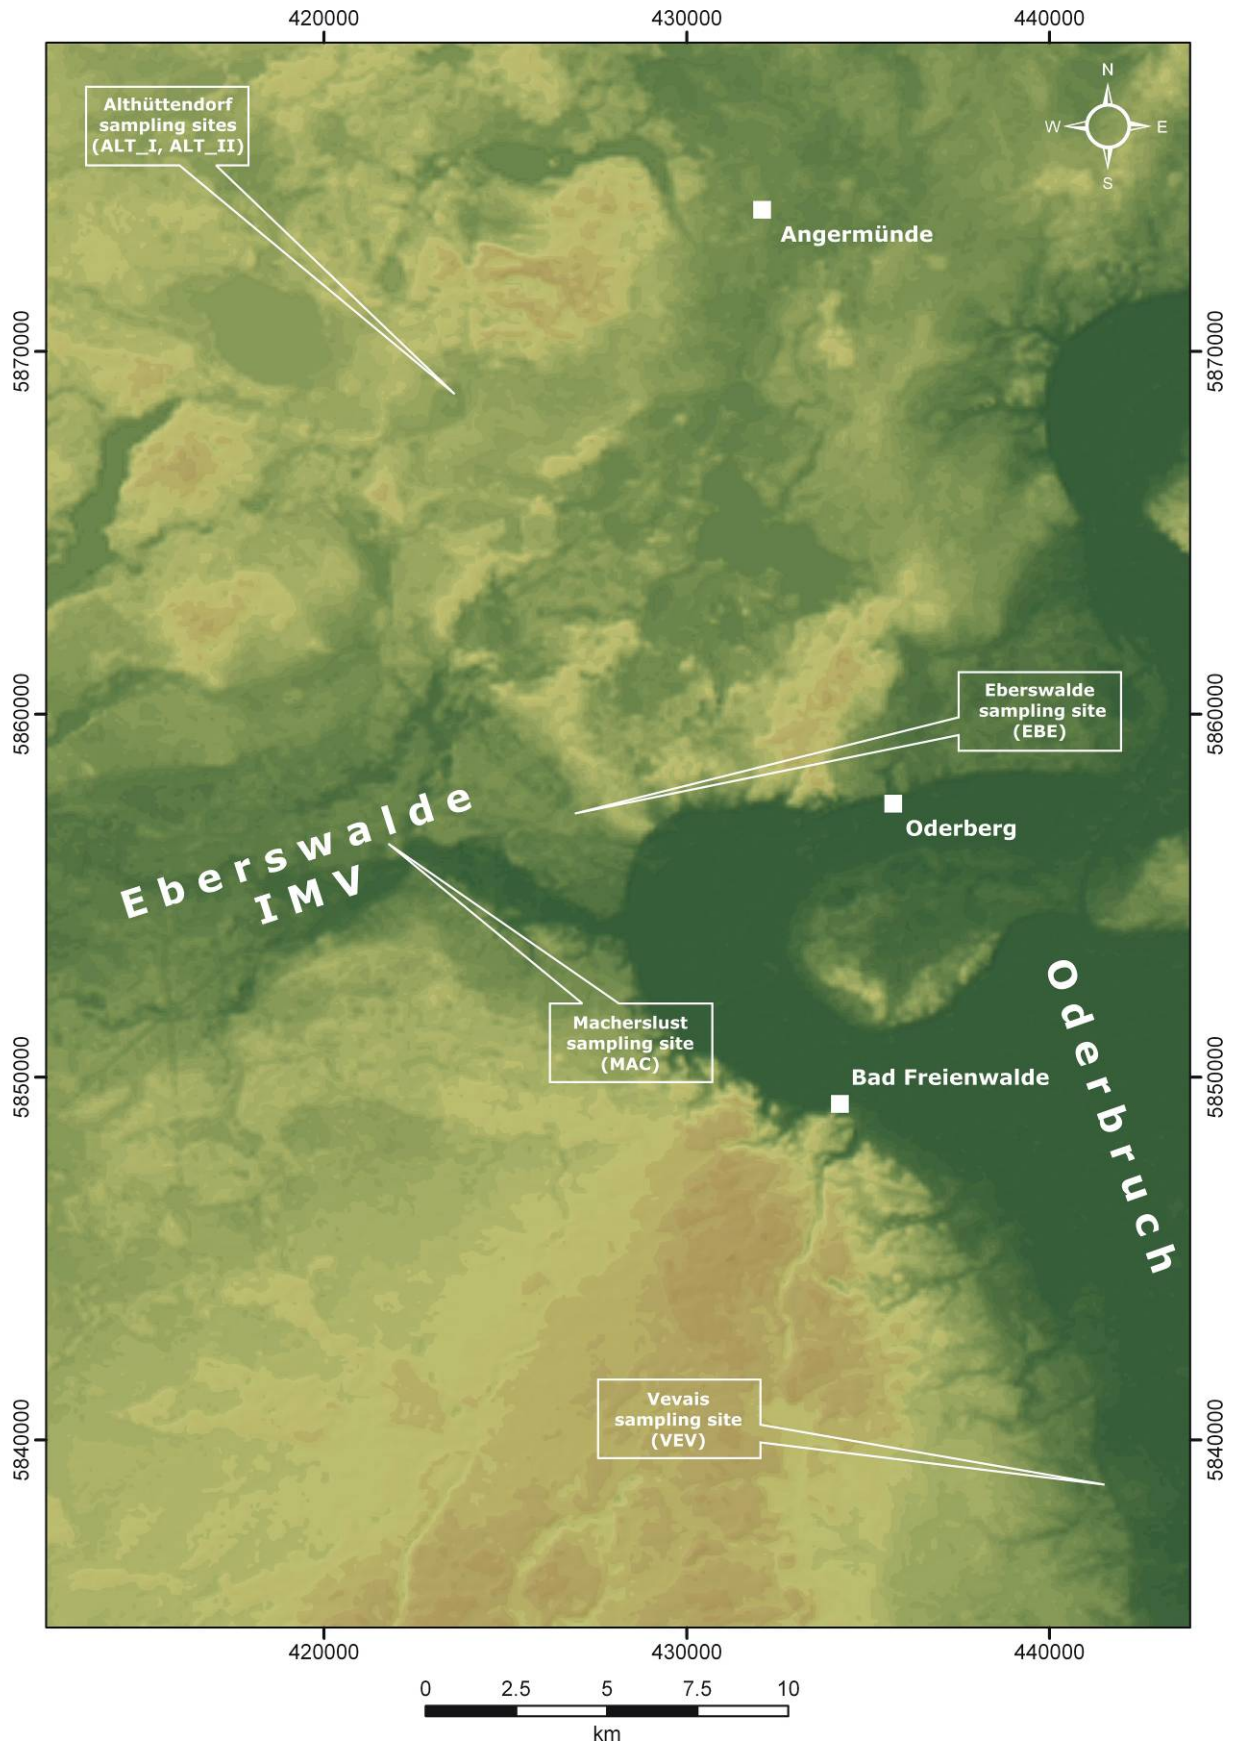 420000
430000
440000
N
W
E
S
Althüttendorf
sampling sites
(ALT_I, ALT_II)
Angermünde
5870000
5870000
Eberswalde
sampling site
(EBE)
5860000
5860000
Eberswalde
IMV
Oderberg
Oderbruch
Macherslust
sampling site
(MAC)
Bad Freienwalde
5850000
5850000
Vevais
sampling site
(VEV)
5840000
5840000
420000
430000
440000
0
2.5
5
7.5
10
km